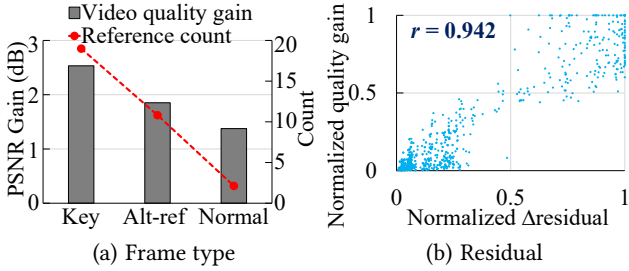 Video quality gain
Reference count
PSNR Gain (dB)
3
2
1
0
20
15
10
5
0
Count
Key Alt-ref Normal
(a) Frame type
Normalized quality gain
r = 0.942
1
0.5
0
0 0.5 1
Normalized Δresidual
(b) Residual